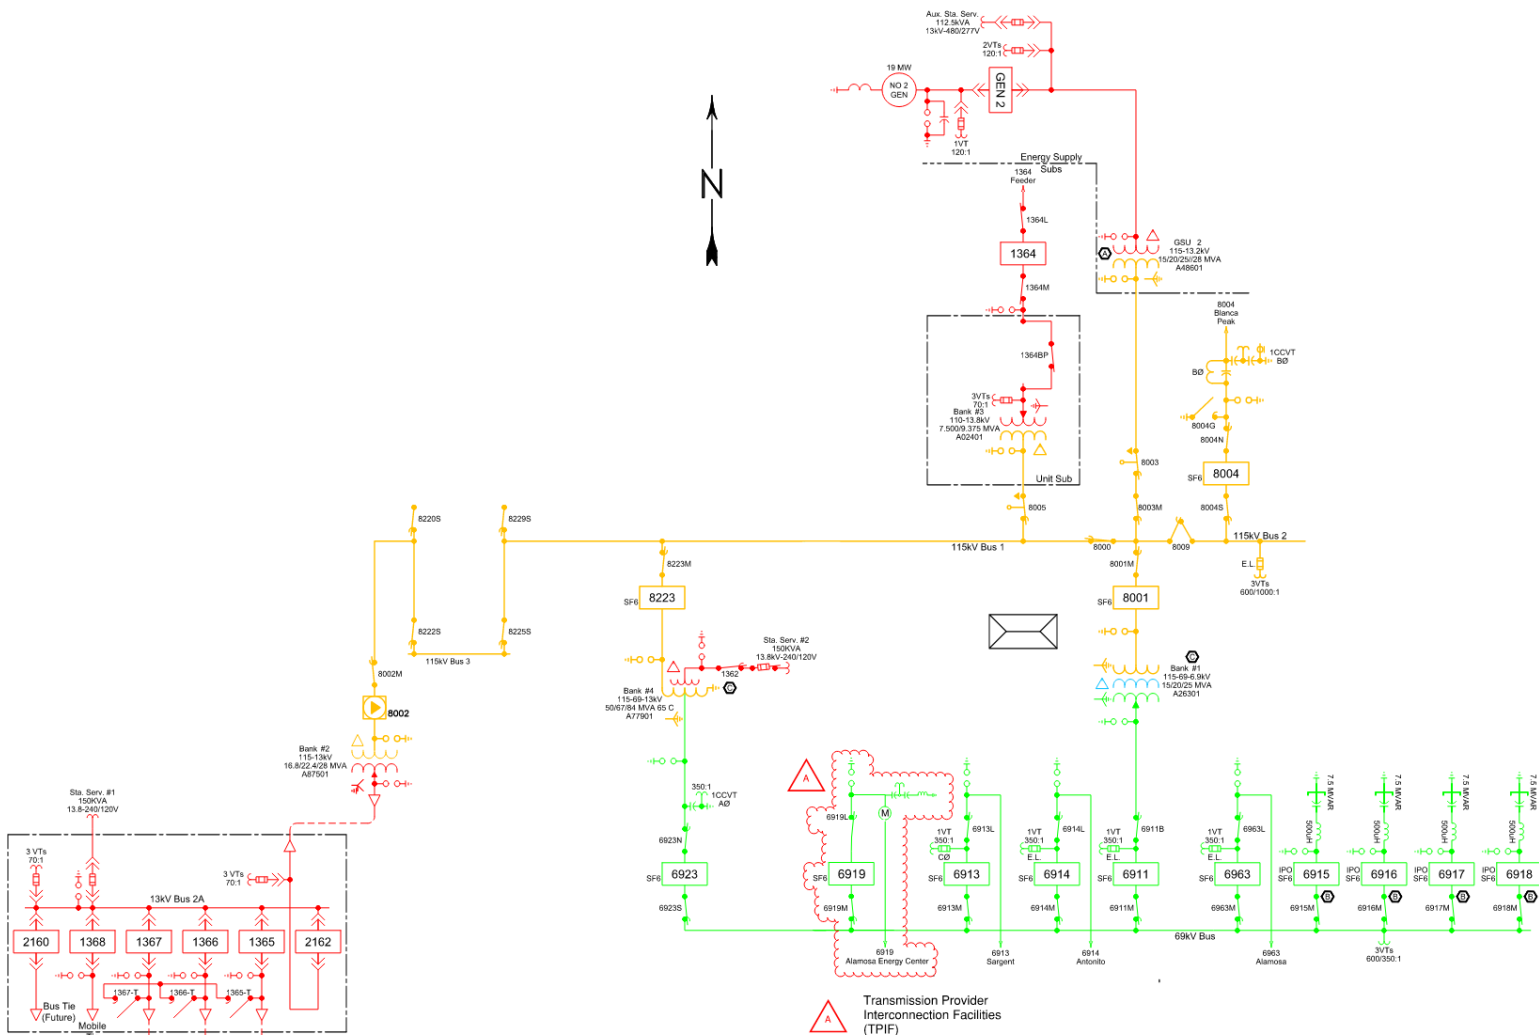 Aux. Sta. Serv.
112.5kVA
13kV-480/277V
2VTs
120:1
19 MW
NO 2
GEN
GEN 2
1VT
120:1
N
Energy Supply
Subs
1364
Feeder
1364L
1364
1364M
1364BP
3VTs
70:1
Bank #3
110-13.8kV
7.500/9.375 MVA
A02401
Unit Sub
8005
A
GSU 2
115-13.2kV
15/20/25//28 MVA
A48601
8004
Blanca
Peak
1CCVT
BØ
BØ
8004G
8004N
SF6
8004
8004S
8003
8003M
115kV Bus 1
8000
8009
115kV Bus 2
E.L.
3VTs
600/1000:1
8001M
SF6
8001
C
Bank #1
115-69-6.9kV
15/20/25 MVA
A26301
8220S
8229S
8222S
8225S
115kV Bus 3
8223M
SF6
8223
Sta. Serv. #2
150KVA
13.8kV-240/120V
1362
Bank #4
115-69-13kV
50/67/84 MVA 65 C
A77901
C
8002M
8002
Bank #2
115-13kV
16.8/22.4/28 MVA
A87501
350:1
1CCVT
AØ
6923N
SF6
6923
6923S
Sta. Serv. #1
150KVA
13.8-240/120V
3 VTs
70:1
3 VTs
70:1
13kV Bus 2A
2160
1368
1367
1366
1365
2162
1367-T
1366-T
1365-T
Bus Tie
(Future)
Mobile
A
M
6919L
SF6
6919
6919M
6919
Alamosa Energy Center
1VT
350:1
CØ
6913L
SF6
6913
6913M
6913
Sargent
1VT
350:1
E.L.
6914L
SF6
6914
6914M
6914
Antonito
1VT
350:1
E.L.
6911B
SF6
6911
6911M
1VT
350:1
E.L.
6963L
SF6
6963
6963M
6963
Alamosa
69kV Bus
7.5 MVAR
500uH
IPO
SF6
6915
B
6915M
7.5 MVAR
500uH
IPO
SF6
6916
B
6916M
3VTs
600/350:1
7.5 MVAR
500uH
IPO
SF6
6917
B
6917M
7.5 MVAR
500uH
IPO
SF6
6918
B
6918M
A
Transmission Provider
Interconnection Facilities
(TPIF)